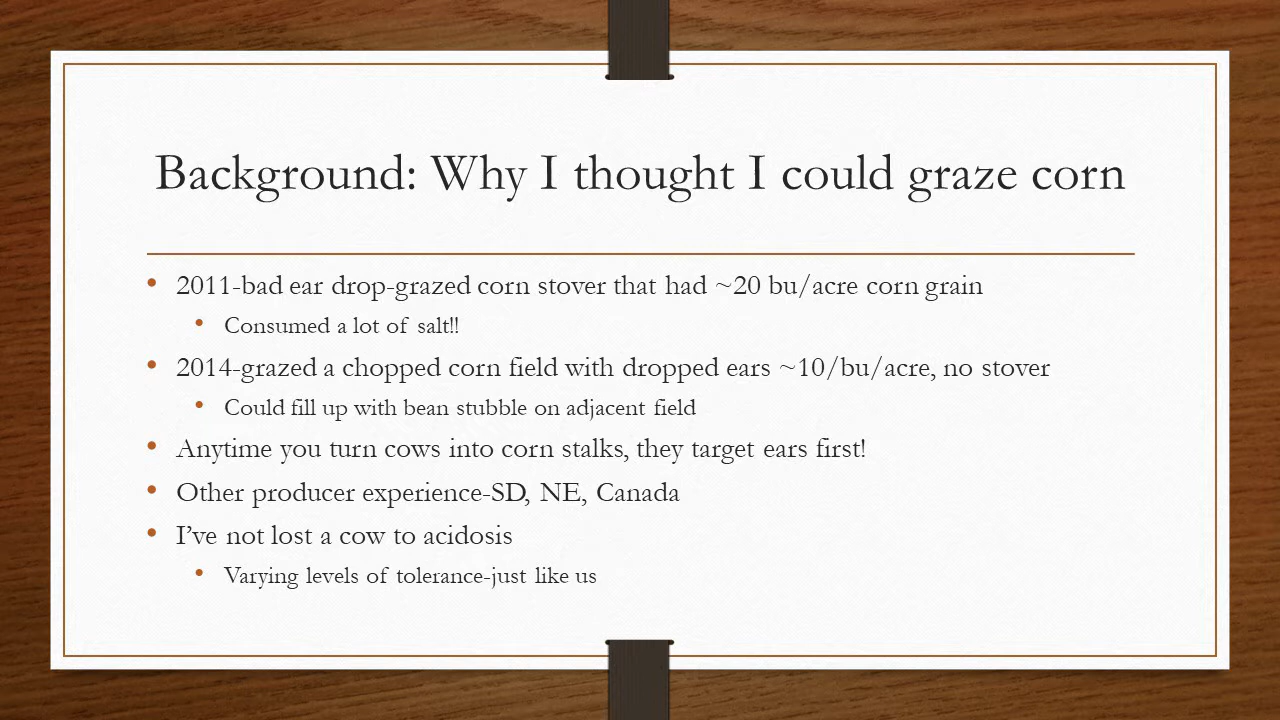 Background: Why I thought I could graze corn
• 2011-bad ear drop-grazed corn stover that had ~20 bu/acre corn grain
• Consumed a lot of salt!!
• 2014-grazed a chopped corn field with dropped ears ~10/bu/acre, no stover
• Could fill up with bean stubble on adjacent field
• Anytime you turn cows into corn stalks, they target ears first!
• Other producer experience-SD, NE, Canada
• I’ve not lost a cow to acidosis
• Varying levels of tolerance-just like us